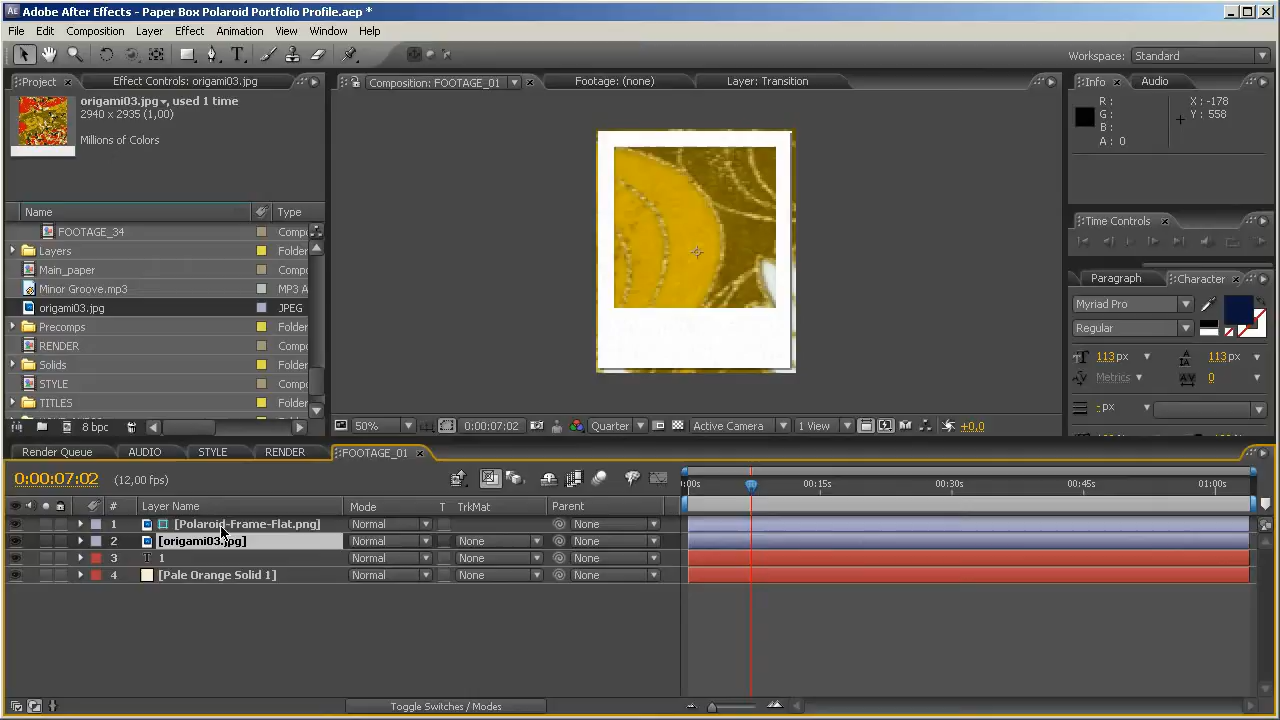 Adobe After Effects - Paper Box Polaroid Portfolio Profile.aep *
File Edit Composition Layer Effect Animation View Window Help
Workspace: Standard
Project Effect Controls: origami03.jpg
Composition: FOOTAGE_01 Footage: (none) Layer: Transition
Info Audio
origami03.jpg, used 1 time
2940 x 2935 (1,00)
Millions of Colors
R :
G :
B :
A : 0
X : -178
Y : 558
Name Type
FOOTAGE_34 Compo
Layers Folder
Main_paper Compo
Minor Groove.mp3 MP3 A
origami03.jpg JPEG
Precomps Folder
RENDER Compo
Solids Folder
STYLE Compo
TITLES Folder
8 bpc
Time Controls
Paragraph Character
Myriad Pro
Regular
113 px 113 px
Metrics 0
- px
50% 0:00:07:02 Quarter Active Camera 1 View +0,0
Render Queue AUDIO STYLE RENDER FOOTAGE_01
0:00:07:02 (12,00 fps)
:00s 00:15s 00:30s 00:45s 01:00s
# Layer Name Mode T TrkMat Parent
1 [Polaroid-Frame-Flat.png] Normal None
2 [origami03.jpg] Normal None None
3 T 1 Normal None None
4 [Pale Orange Solid 1] Normal None None
Toggle Switches / Modes